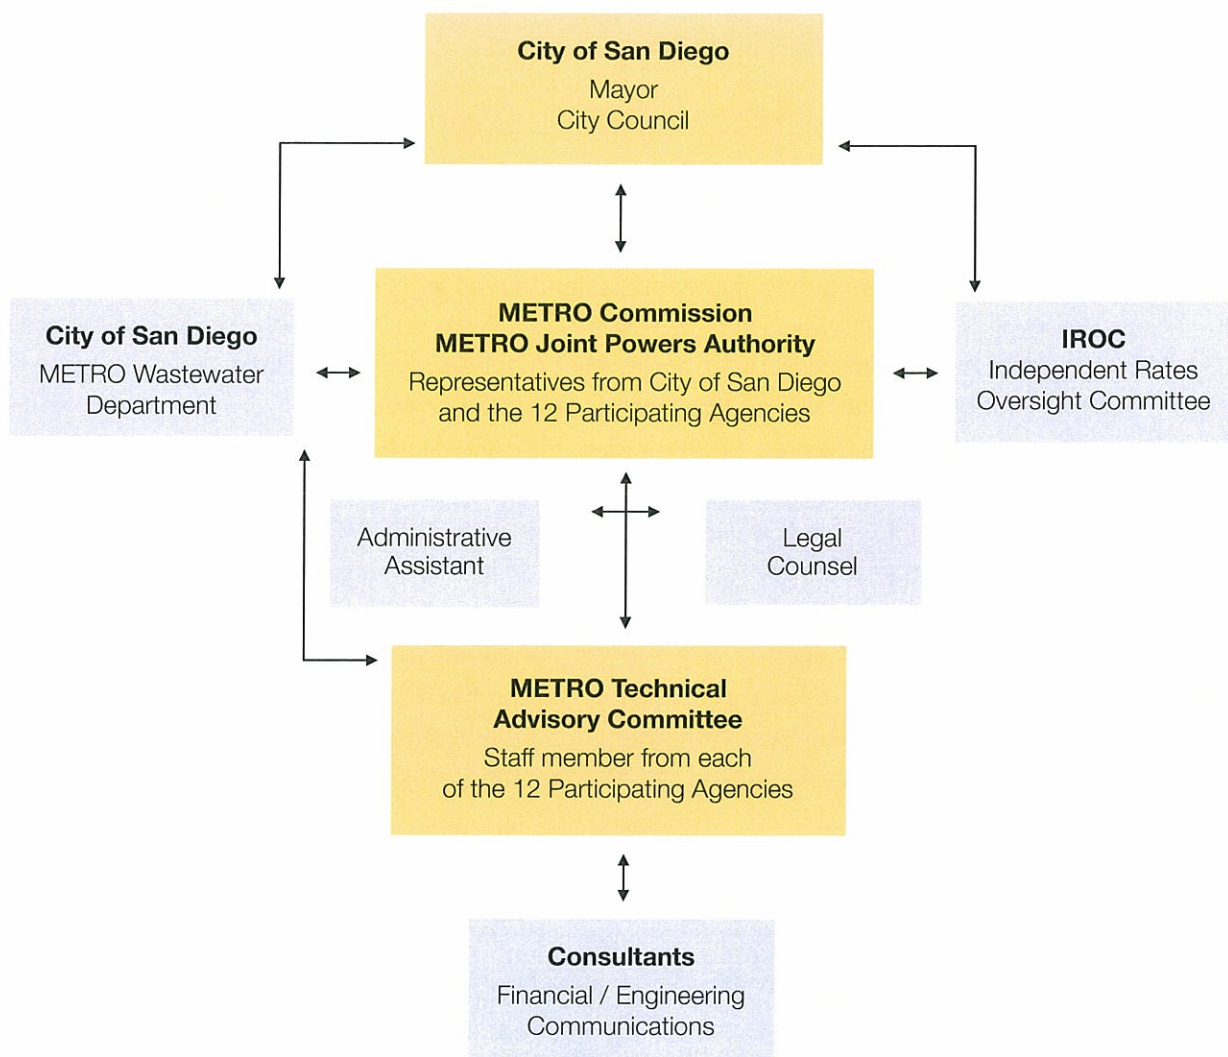 City of San Diego
Mayor
City Council
City of San Diego
METRO Wastewater
Department
METRO Commission
METRO Joint Powers Authority
Representatives from City of San Diego
and the 12 Participating Agencies
IROC
Independent Rates
Oversight Committee
Administrative
Assistant
Legal
Counsel
METRO Technical
Advisory Committee
Staff member from each
of the 12 Participating Agencies
Consultants
Financial / Engineering
Communications